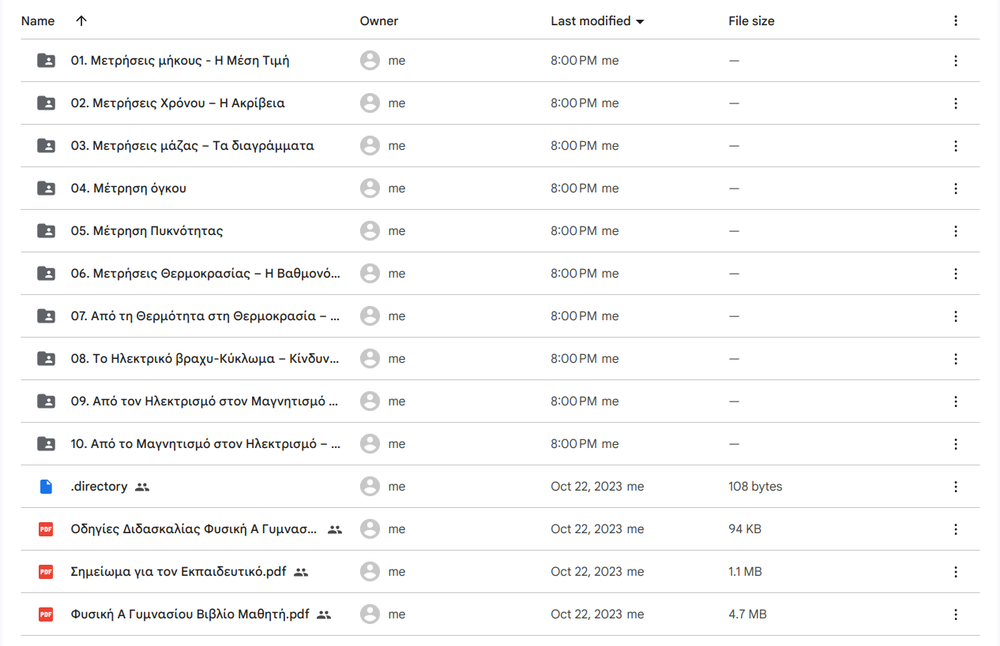 Name Owner Last modified File size
01. Μετρήσεις μήκους - Η Μέση Τιμή me 8:00 PM me —
02. Μετρήσεις Χρόνου – Η Ακρίβεια me 8:00 PM me —
03. Μετρήσεις μάζας – Τα διαγράμματα me 8:00 PM me —
04. Μέτρηση όγκου me 8:00 PM me —
05. Μέτρηση Πυκνότητας me 8:00 PM me —
06. Μετρήσεις Θερμοκρασίας – Η Βαθμονό... me 8:00 PM me —
07. Από τη Θερμότητα στη Θερμοκρασία – ... me 8:00 PM me —
08. Το Ηλεκτρικό βραχυ-Κύκλωμα – Κίνδυν... me 8:00 PM me —
09. Από τον Ηλεκτρισμό στον Μαγνητισμό ... me 8:00 PM me —
10. Από το Μαγνητισμό στον Ηλεκτρισμό – ... me 8:00 PM me —
.directory me Oct 22, 2023 me 108 bytes
PDF Οδηγίες Διδασκαλίας Φυσική Α Γυμνασ... me Oct 22, 2023 me 94 KB
PDF Σημείωμα για τον Εκπαιδευτικό.pdf me Oct 22, 2023 me 1.1 MB
PDF Φυσική Α Γυμνασίου Βιβλίο Μαθητή.pdf me Oct 22, 2023 me 4.7 MB